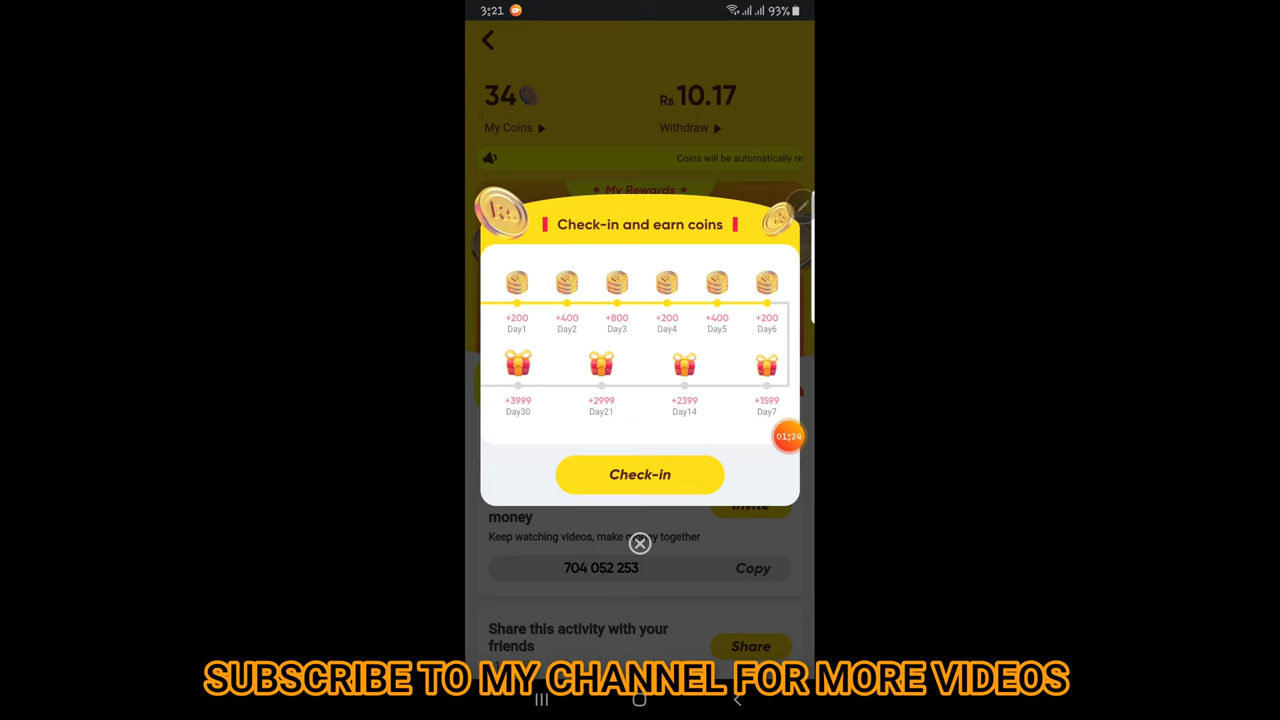 3:21
93%
34
Rs 10.17
My Coins
Withdraw
Coins will be automatically re
My Rewards
Check-in and earn coins
+200 +400 +800 +200 +400 +200
Day1 Day2 Day3 Day4 Day5 Day6
+3999 +2999 +2399 +1599
Day30 Day21 Day14 Day7
01:24
Check-in
Invite
money
Keep watching videos, make money together
704 052 253
Copy
Share this activity with your
friends
Share
SUBSCRIBE TO MY CHANNEL FOR MORE VIDEOS